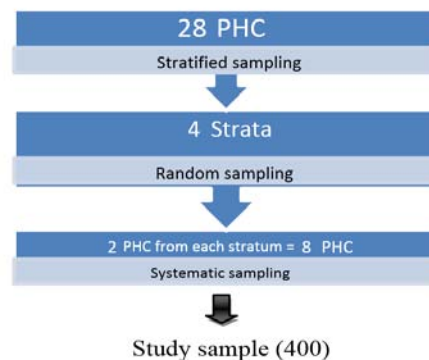 28 PHC
Stratified sampling
4 Strata
Random sampling
2 PHC from each stratum = 8 PHC
Systematic sampling
Study sample (400)